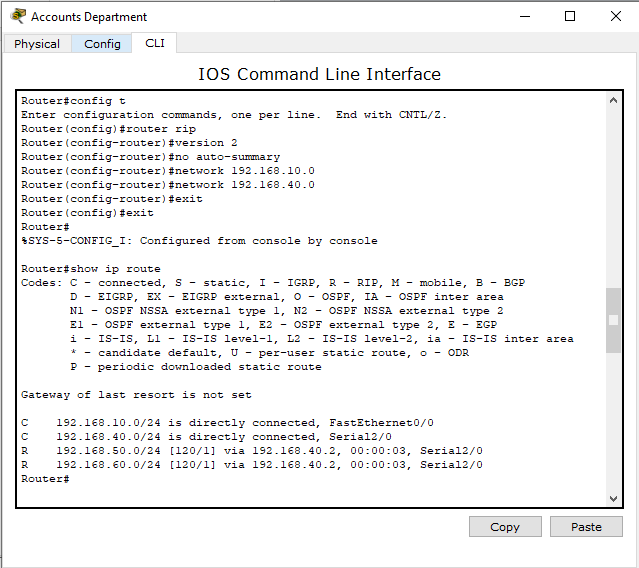 Accounts Department
Physical Config CLI
IOS Command Line Interface
Router#config t
Enter configuration commands, one per line.  End with CNTL/Z.
Router(config)#router rip
Router(config-router)#version 2
Router(config-router)#no auto-summary
Router(config-router)#network 192.168.10.0
Router(config-router)#network 192.168.40.0
Router(config-router)#exit
Router(config)#exit
Router#
%SYS-5-CONFIG_I: Configured from console by console
Router#show ip route
Codes: C - connected, S - static, I - IGRP, R - RIP, M - mobile, B - BGP
       D - EIGRP, EX - EIGRP external, O - OSPF, IA - OSPF inter area
       N1 - OSPF NSSA external type 1, N2 - OSPF NSSA external type 2
       E1 - OSPF external type 1, E2 - OSPF external type 2, E - EGP
       i - IS-IS, L1 - IS-IS level-1, L2 - IS-IS level-2, ia - IS-IS inter area
       * - candidate default, U - per-user static route, o - ODR
       P - periodic downloaded static route
Gateway of last resort is not set
C    192.168.10.0/24 is directly connected, FastEthernet0/0
C    192.168.40.0/24 is directly connected, Serial2/0
R    192.168.50.0/24 [120/1] via 192.168.40.2, 00:00:03, Serial2/0
R    192.168.60.0/24 [120/1] via 192.168.40.2, 00:00:03, Serial2/0
Router#
Copy Paste